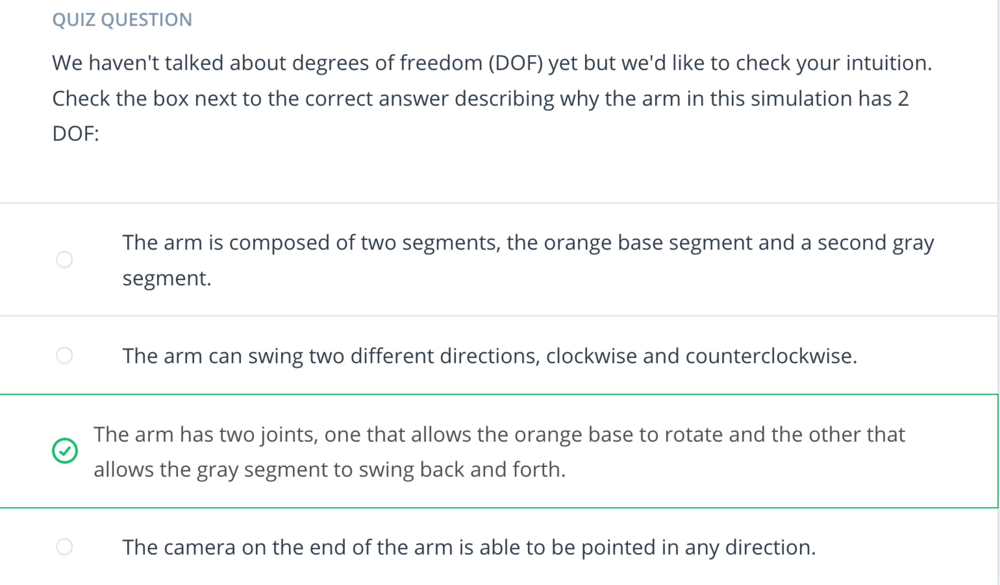 QUIZ QUESTION
We haven't talked about degrees of freedom (DOF) yet but we'd like to check your intuition.
Check the box next to the correct answer describing why the arm in this simulation has 2
DOF:
The arm is composed of two segments, the orange base segment and a second gray
segment.
The arm can swing two different directions, clockwise and counterclockwise.
The arm has two joints, one that allows the orange base to rotate and the other that
allows the gray segment to swing back and forth.
The camera on the end of the arm is able to be pointed in any direction.